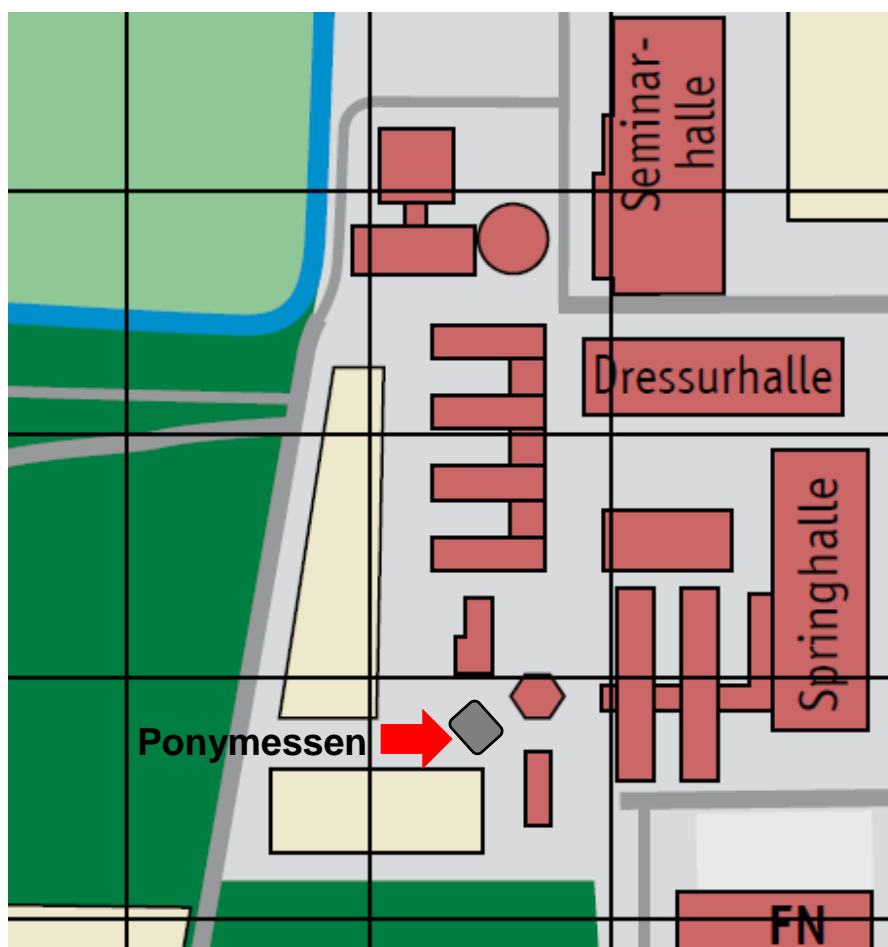 Seminar-
halle
Dressurhalle
Springhalle
Ponymessen
FN